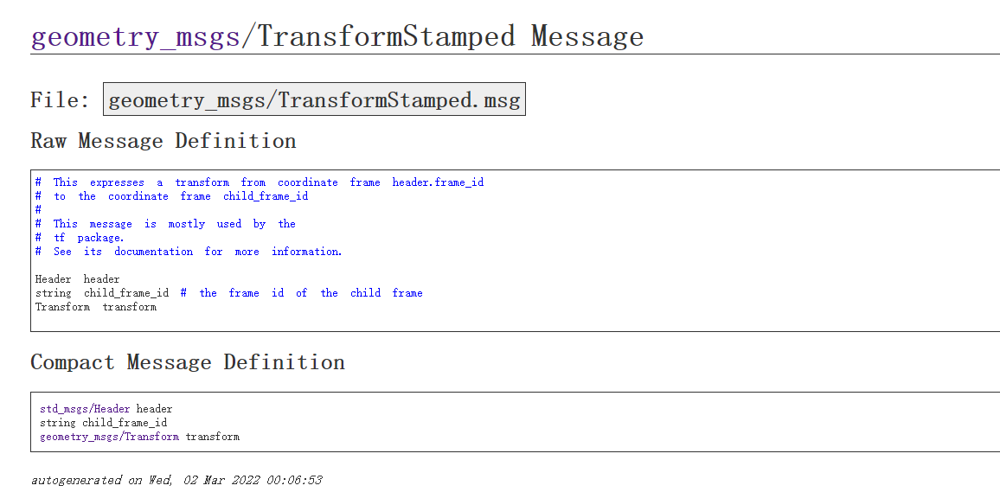 geometry_msgs/TransformStamped Message
File: geometry_msgs/TransformStamped.msg
Raw Message Definition
# This expresses a transform from coordinate frame header.frame_id
# to the coordinate frame child_frame_id
#
# This message is mostly used by the
# tf package.
# See its documentation for more information.
Header header
string child_frame_id # the frame id of the child frame
Transform transform
Compact Message Definition
std_msgs/Header header
string child_frame_id
geometry_msgs/Transform transform
autogenerated on Wed, 02 Mar 2022 00:06:53